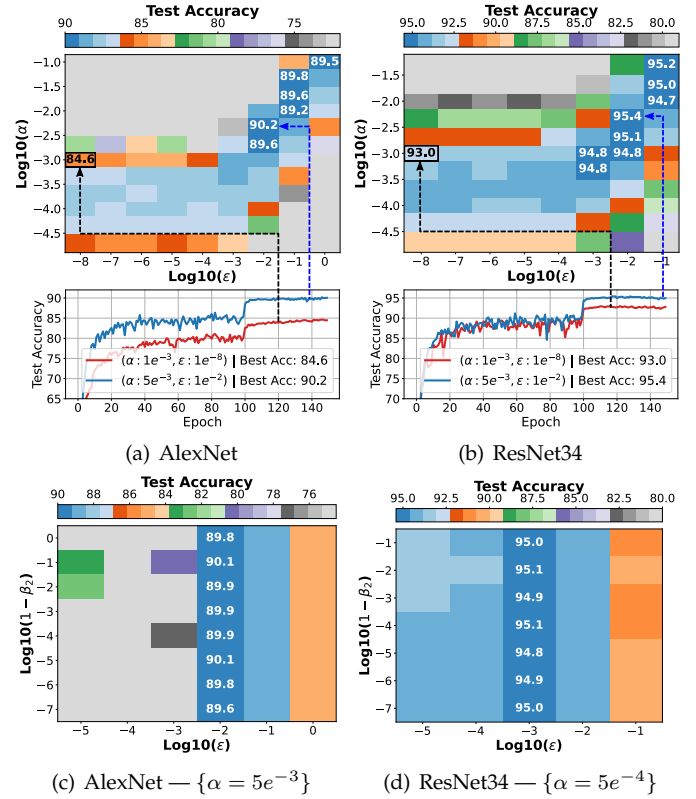 Test Accuracy
90 85 80 75
Log10(α)
−1.0
−1.5
−2.0
−2.5
−3.0
−3.5
−4.0
−4.5
89.5
89.8
89.6
89.2
90.2
89.6
84.6
−8 −7 −6 −5 −4 −3 −2 −1 0
Log10(ε)
Test Accuracy
95 90 85 80 75 70 65
(α : 1e⁻³, ε : 1e⁻⁸) | Best Acc: 84.6
(α : 5e⁻³, ε : 1e⁻²) | Best Acc: 90.2
0 20 40 60 80 100 120 140 160
Epoch
(a) AlexNet
Test Accuracy
95.0 92.5 90.0 87.5 85.0 82.5 80.0
Log10(α)
−1.0
−1.5
−2.0
−2.5
−3.0
−3.5
−4.0
−4.5
95.2
95.0
94.7
95.4
95.1
94.8 94.8
94.8
93.0
−8 −7 −6 −5 −4 −3 −2 −1
Log10(ε)
Test Accuracy
95 90 85 80 75 70
(α : 1e⁻³, ε : 1e⁻⁸) | Best Acc: 93.0
(α : 5e⁻³, ε : 1e⁻²) | Best Acc: 95.4
0 20 40 60 80 100 120 140 160
Epoch
(b) ResNet34
Test Accuracy
90 88 86 84 82 80 78 76
Log10(1 − β₂)
0
−1
−2
−3
−4
−5
−6
−7
89.8
90.1
89.9
89.9
89.9
90.1
89.8
89.6
−5 −4 −3 −2 −1 0
Log10(ε)
(c) AlexNet — {α = 5e⁻³}
Test Accuracy
95.0 92.5 90.0 87.5 85.0 82.5 80.0
Log10(1 − β₂)
−1
−2
−3
−4
−5
−6
−7
95.0
95.1
94.9
95.1
94.8
94.9
95.0
−5 −4 −3 −2 −1
Log10(ε)
(d) ResNet34 — {α = 5e⁻⁴}